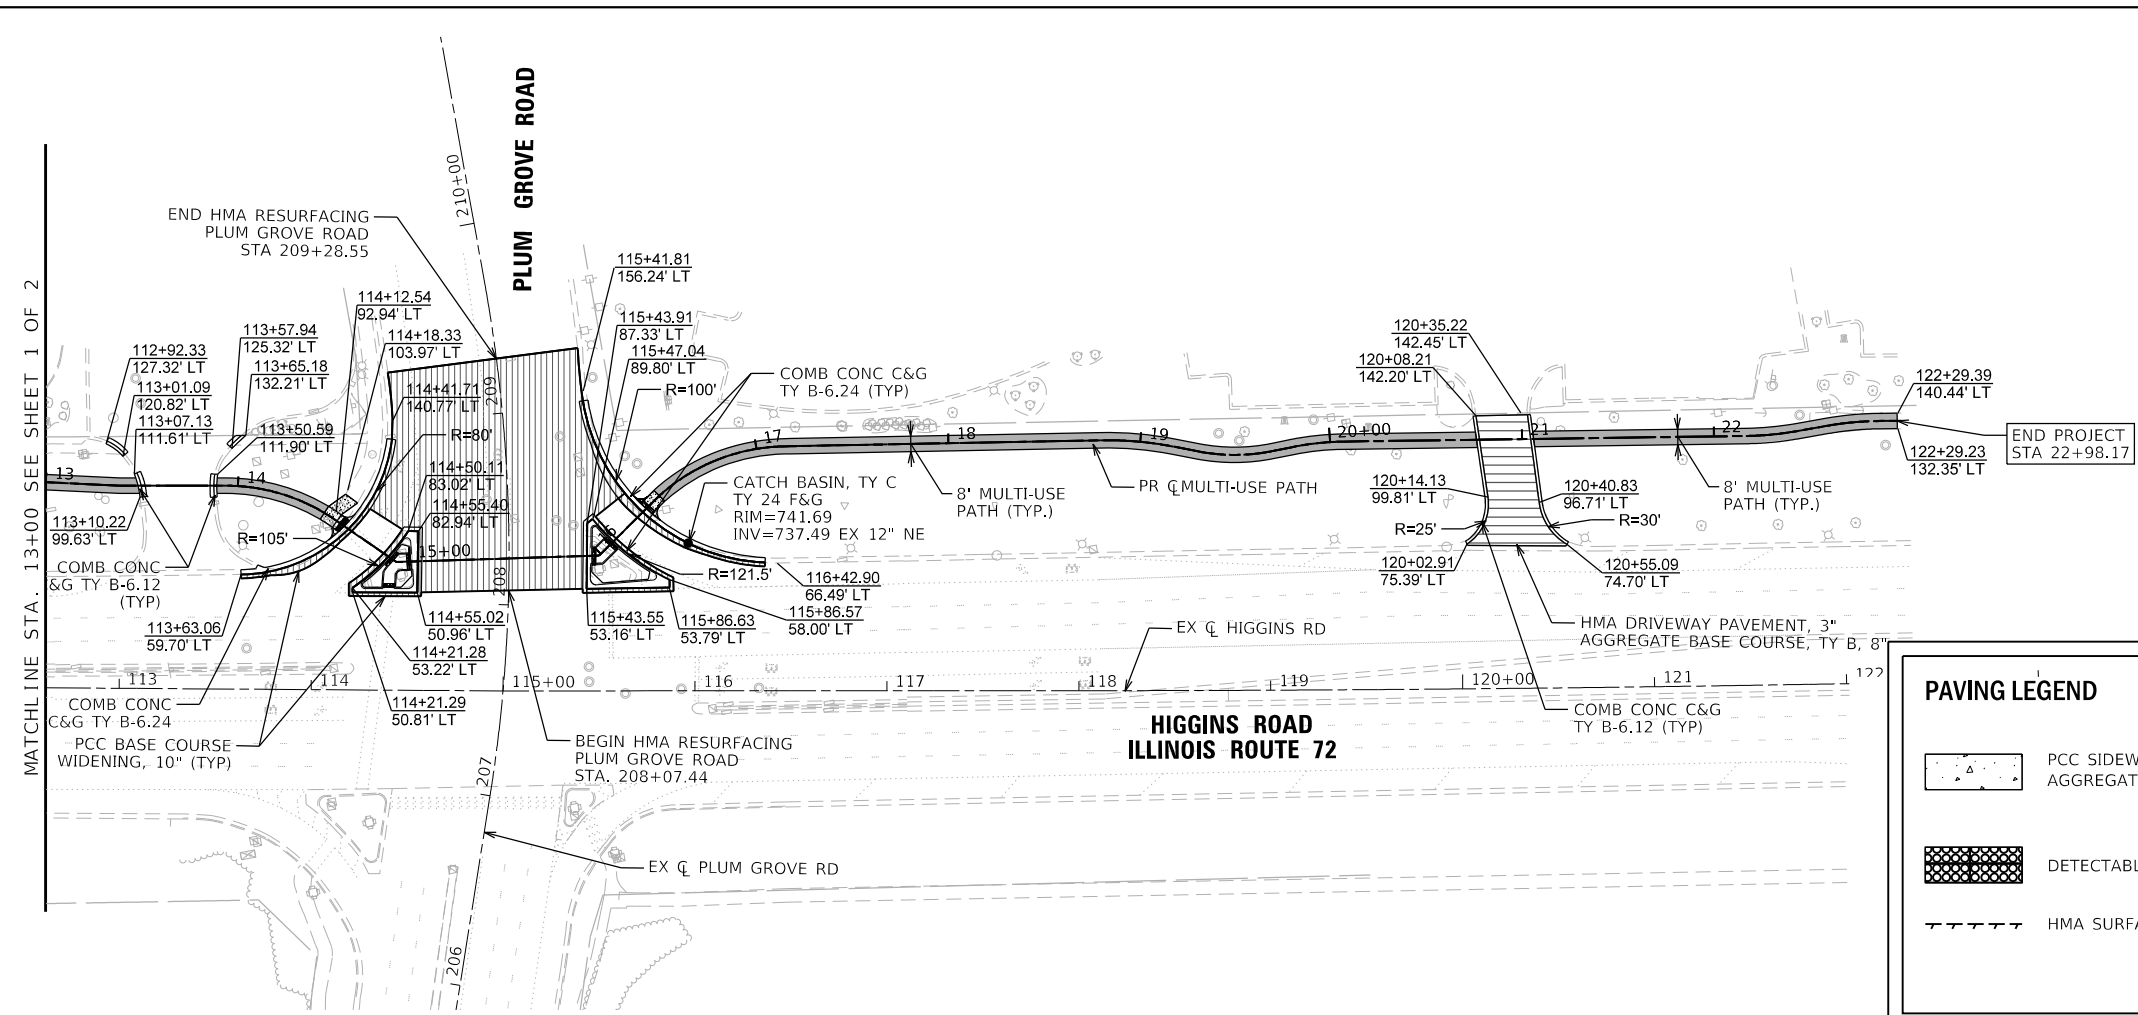 MATCHLINE STA. 13+00 SEE SHEET 1 OF 2
PLUM GROVE ROAD
210+00
209
208
207
206
END HMA RESURFACING
PLUM GROVE ROAD
STA 209+28.55
112+92.33
127.32' LT
113+01.09
120.82' LT
113+07.13
111.61' LT
113+57.94
125.32' LT
113+65.18
132.21' LT
113+50.59
111.90' LT
114+12.54
92.94' LT
114+18.33
103.97' LT
114+41.71
140.77' LT
R=80'
114+50.11
83.02' LT
114+55.40
82.94' LT
R=105'
115+41.81
156.24' LT
115+43.91
87.33' LT
115+47.04
89.80' LT
R=100'
COMB CONC C&G
TY B-6.24 (TYP)
CATCH BASIN, TY C
TY 24 F&G
RIM=741.69
INV=737.49 EX 12" NE
R=121.5'
116+42.90
66.49' LT
115+86.57
58.00' LT
115+86.63
53.79' LT
115+43.55
53.16' LT
13
14
15+00
16
17
18
19
20+00
21
22
113+10.22
99.63' LT
COMB CONC
C&G TY B-6.12
(TYP)
113+63.06
59.70' LT
114+55.02
50.96' LT
114+21.28
53.22' LT
114+21.29
50.81' LT
COMB CONC
C&G TY B-6.24
PCC BASE COURSE
WIDENING, 10" (TYP)
BEGIN HMA RESURFACING
PLUM GROVE ROAD
STA. 208+07.44
EX ℄ PLUM GROVE RD
8' MULTI-USE
PATH (TYP.)
PR ℄ MULTI-USE PATH
120+35.22
142.45' LT
120+08.21
142.20' LT
120+14.13
99.81' LT
R=25'
120+02.91
75.39' LT
120+40.83
96.71' LT
R=30'
120+55.09
74.70' LT
8' MULTI-USE
PATH (TYP.)
122+29.39
140.44' LT
122+29.23
132.35' LT
END PROJECT
STA 22+98.17
HMA DRIVEWAY PAVEMENT, 3"
AGGREGATE BASE COURSE, TY B, 8"
COMB CONC C&G
TY B-6.12 (TYP)
EX ℄ HIGGINS RD
113
114
115+00
116
117
118
119
120+00
121
122
HIGGINS ROAD
ILLINOIS ROUTE 72
PAVING LEGEND
PCC SIDEW
AGGREGAT
DETECTABL
HMA SURFA